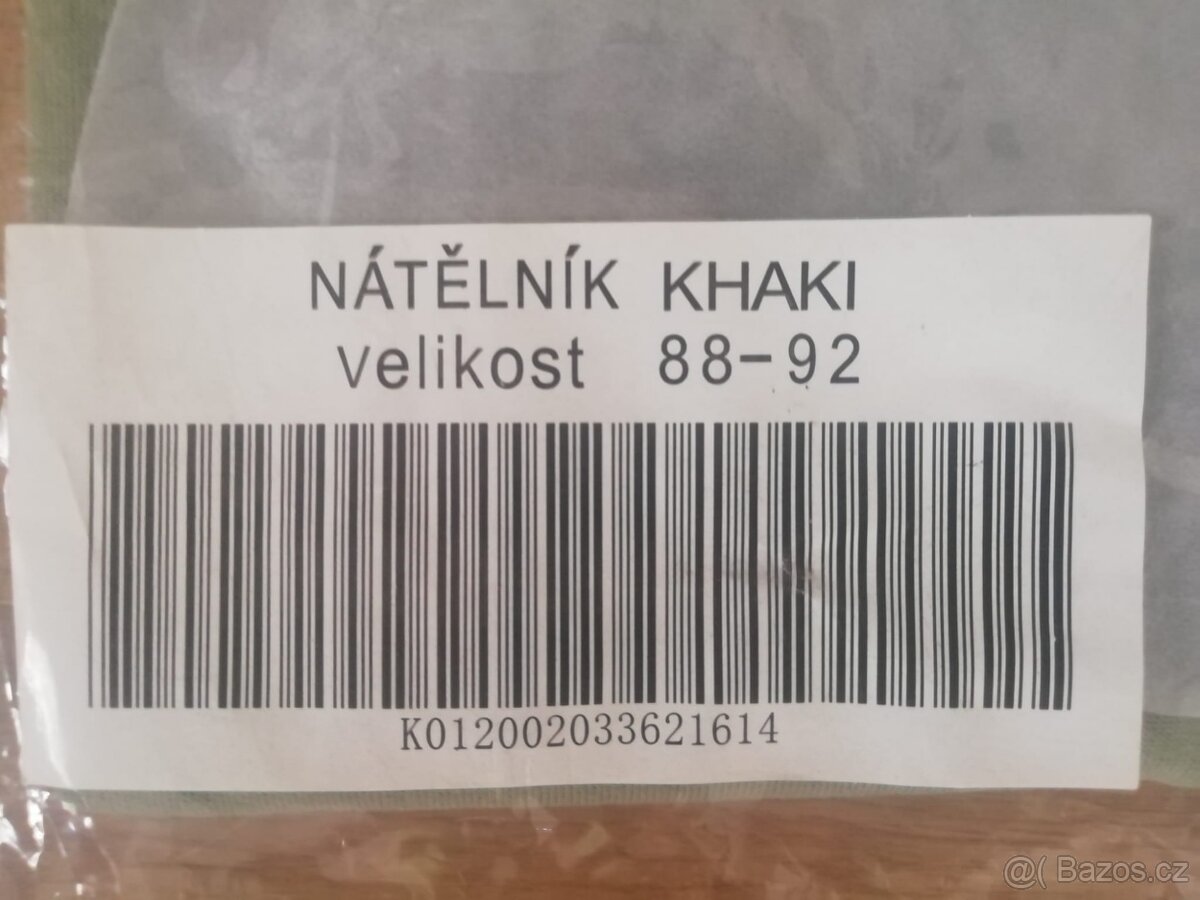 NÁTĚLNÍK KHAKI
velikost 88-92
K012002033621614
@( Bazos.cz